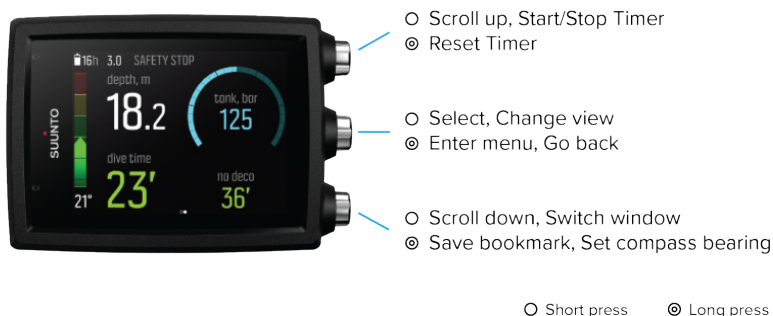 16h 3.0 SAFETY STOP
depth, m
18.2
tank, bar
125
SUUNTO
dive time
no deco
21°
23'
36'
Scroll up, Start/Stop Timer
Reset Timer
Select, Change view
Enter menu, Go back
Scroll down, Switch window
Save bookmark, Set compass bearing
Short press
Long press